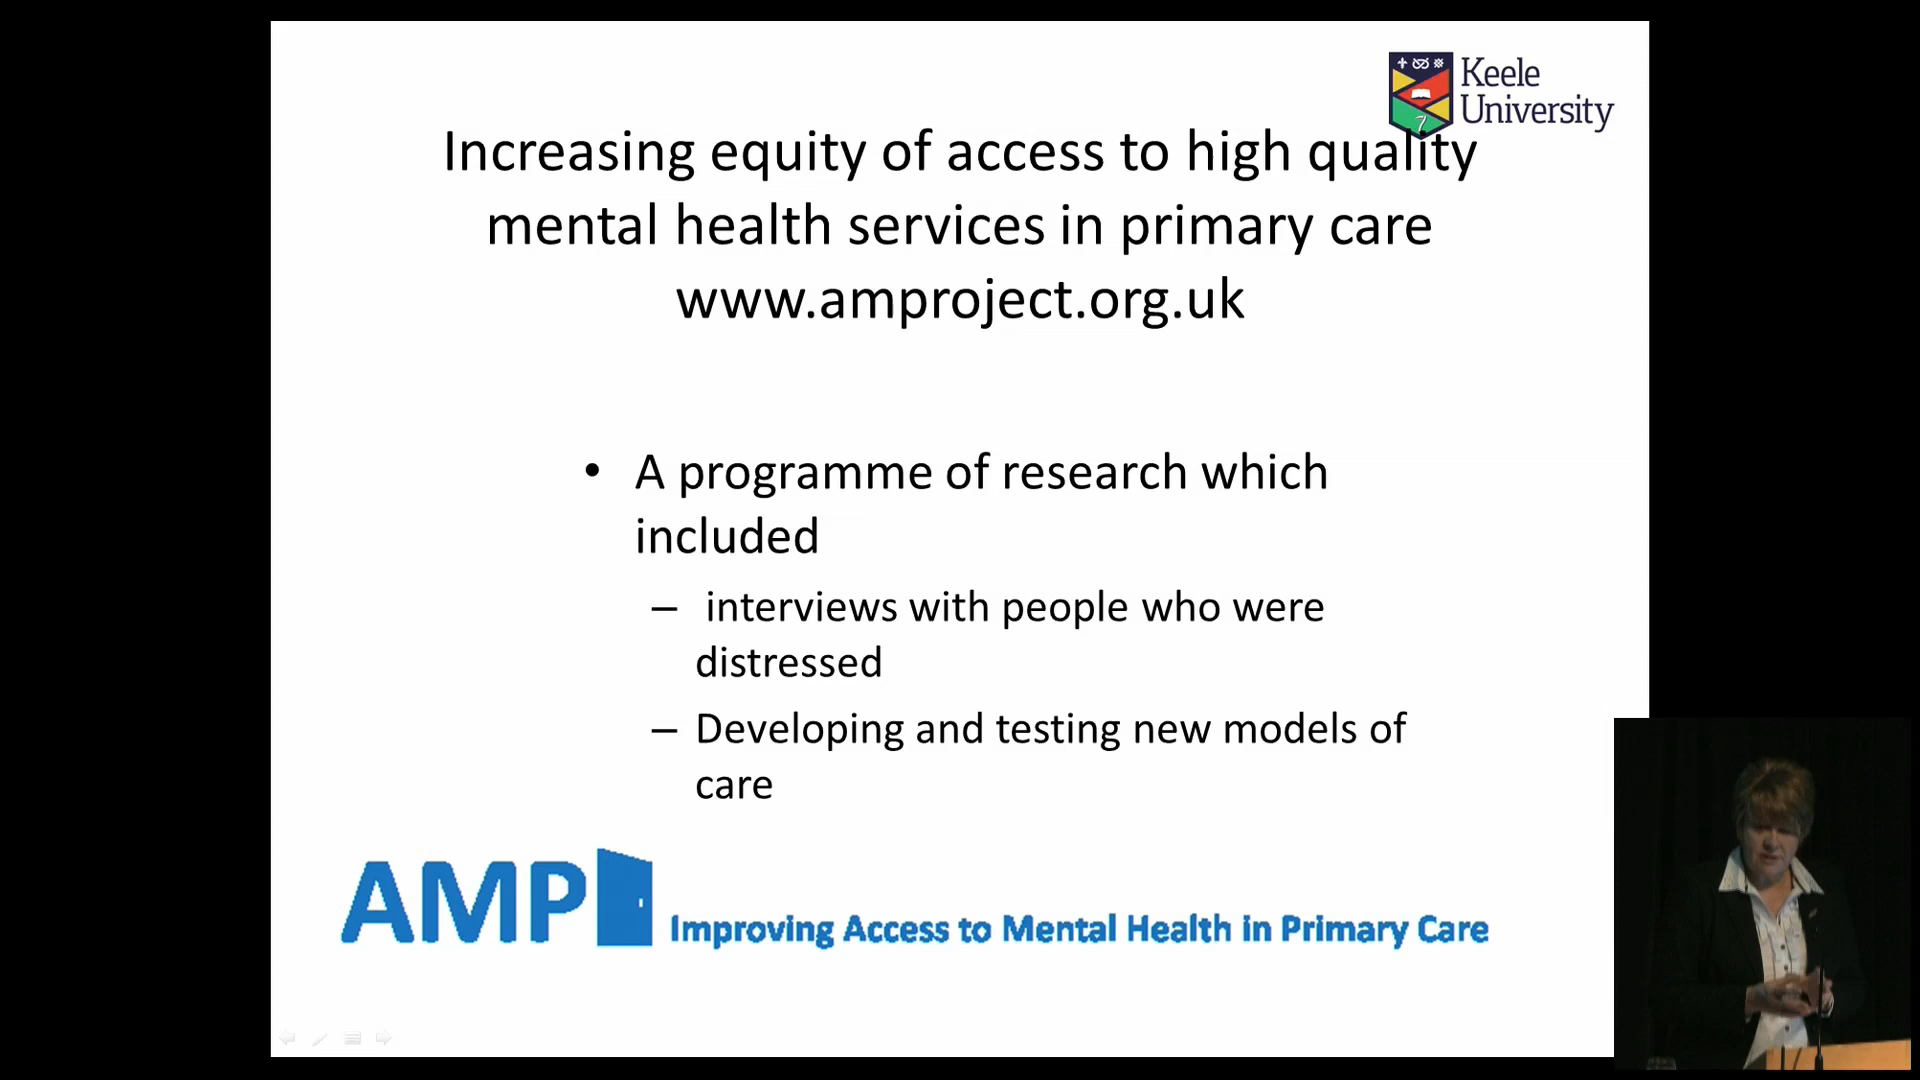 Keele
University
Increasing equity of access to high quality
mental health services in primary care
www.amproject.org.uk
• A programme of research which
included
– interviews with people who were
distressed
– Developing and testing new models of
care
AMP Improving Access to Mental Health in Primary Care